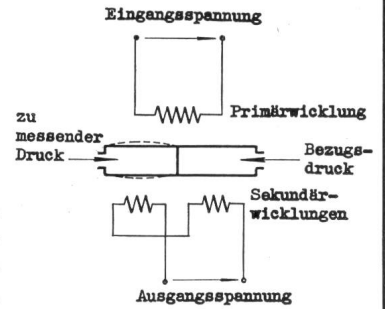 Eingangsspannung
Primärwicklung
zu
messender
Druck
Bezugs-
druck
Sekundär-
wicklungen
Ausgangsspannung